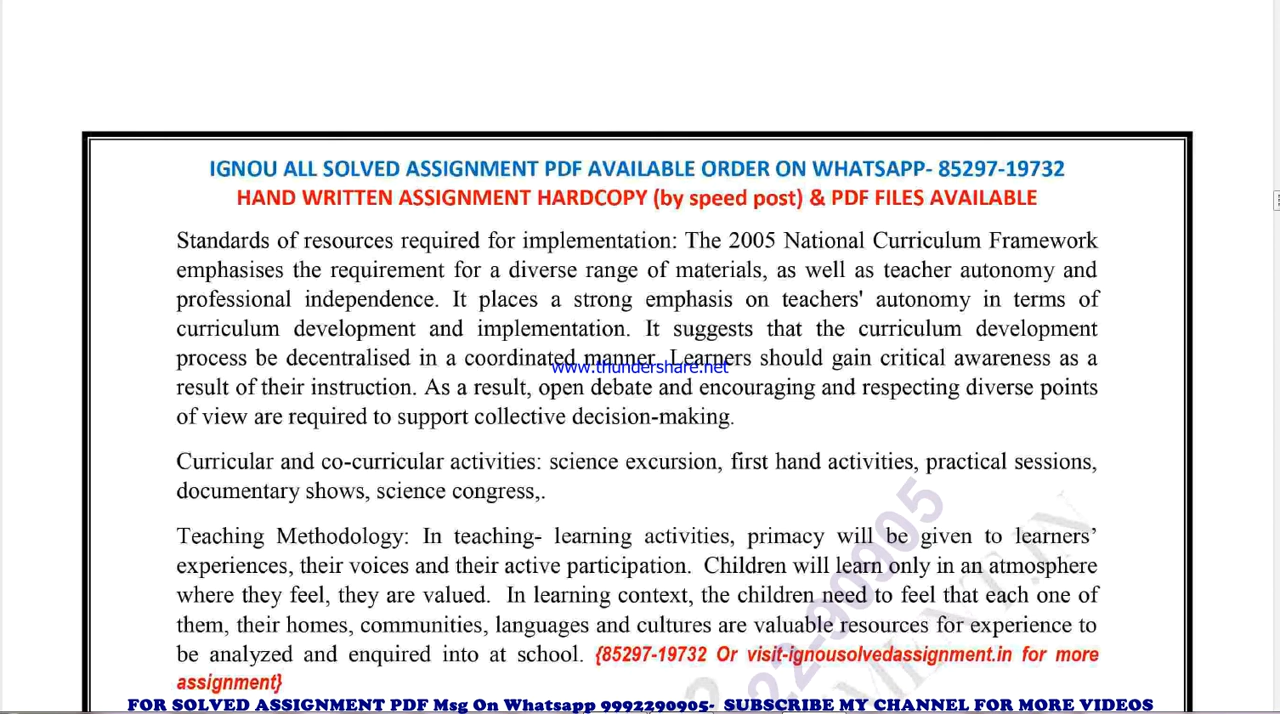 IGNOU ALL SOLVED ASSIGNMENT PDF AVAILABLE ORDER ON WHATSAPP- 85297-19732
HAND WRITTEN ASSIGNMENT HARDCOPY (by speed post) & PDF FILES AVAILABLE
Standards of resources required for implementation: The 2005 National Curriculum Framework
emphasises the requirement for a diverse range of materials, as well as teacher autonomy and
professional independence. It places a strong emphasis on teachers' autonomy in terms of
curriculum development and implementation. It suggests that the curriculum development
process be decentralised in a coordinated manner. Learners should gain critical awareness as a
www.thundershare.net
result of their instruction. As a result, open debate and encouraging and respecting diverse points
of view are required to support collective decision-making.
Curricular and co-curricular activities: science excursion, first hand activities, practical sessions,
documentary shows, science congress,.
Teaching Methodology: In teaching- learning activities, primacy will be given to learners’
experiences, their voices and their active participation. Children will learn only in an atmosphere
where they feel, they are valued. In learning context, the children need to feel that each one of
them, their homes, communities, languages and cultures are valuable resources for experience to
be analyzed and enquired into at school. {85297-19732 Or visit-ignousolvedassignment.in for more
assignment}
FOR SOLVED ASSIGNMENT PDF Msg On Whatsapp 9992290905- SUBSCRIBE MY CHANNEL FOR MORE VIDEOS